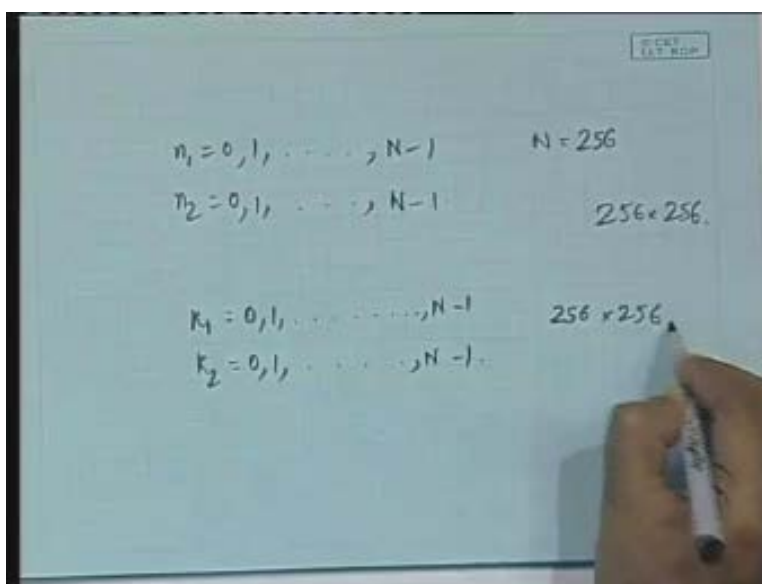 n₁ = 0, 1, ....., N-1 N = 256
n₂ = 0, 1, ...., N-1 256 × 256.
k₁ = 0, 1, ........., N-1 256 × 256
k₂ = 0, 1, ......, N-1.